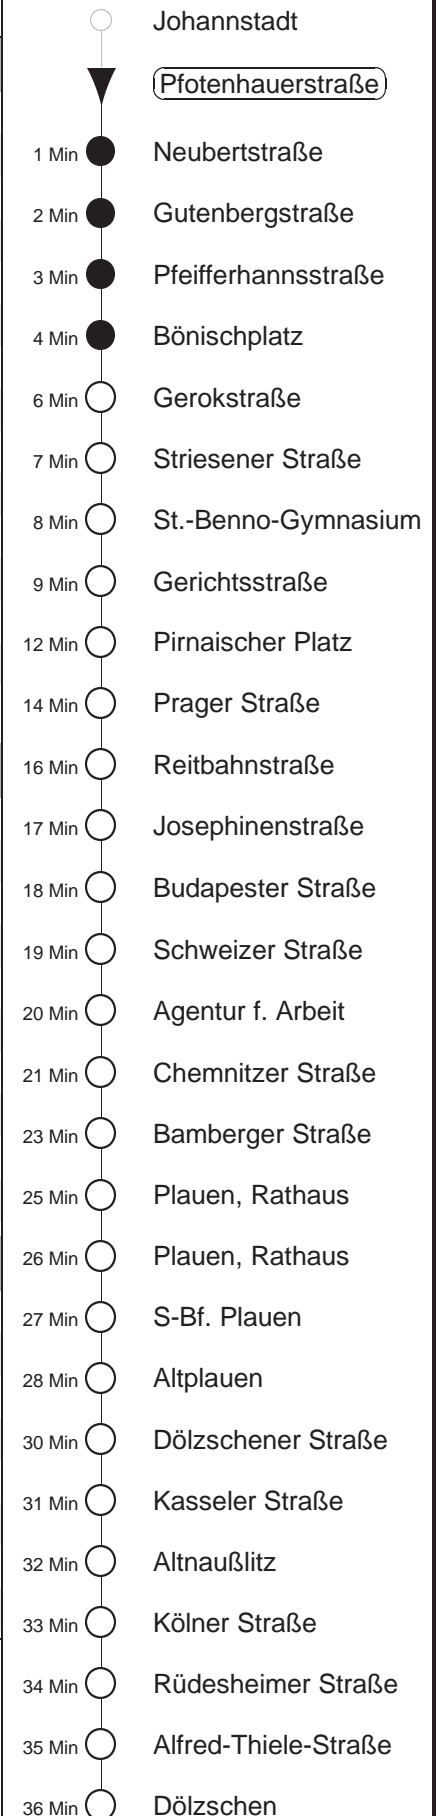 Johannstadt
Pfotenhauerstraße
1 Min Neubertstraße
2 Min Gutenbergstraße
3 Min Pfeifferhannsstraße
4 Min Bönischplatz
6 Min Gerokstraße
7 Min Striesener Straße
8 Min St.-Benno-Gymnasium
9 Min Gerichtsstraße
12 Min Pirnaischer Platz
14 Min Prager Straße
16 Min Reitbahnstraße
17 Min Josephinenstraße
18 Min Budapester Straße
19 Min Schweizer Straße
20 Min Agentur f. Arbeit
21 Min Chemnitzer Straße
23 Min Bamberger Straße
25 Min Plauen, Rathaus
26 Min Plauen, Rathaus
27 Min S-Bf. Plauen
28 Min Altplauen
30 Min Dölzschener Straße
31 Min Kasseler Straße
32 Min Altnaußlitz
33 Min Kölner Straße
34 Min Rüdesheimer Straße
35 Min Alfred-Thiele-Straße
36 Min Dölzschen